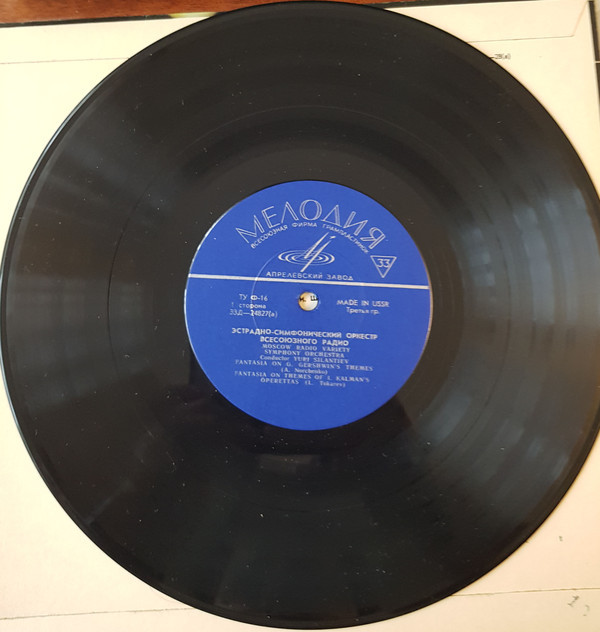 МЕЛОДИЯ
ВСЕСОЮЗНАЯ ФИРМА ГРАМПЛАСТИНОК
33
АПРЕЛЕВСКИЙ ЗАВОД
ТУ Ф-16
MADE IN USSR
1 сторона
Третья гр.
33Д—24827(а)
ЭСТРАДНО-СИМФОНИЧЕСКИЙ ОРКЕСТР
ВСЕСОЮЗНОГО РАДИО
MOSCOW RADIO VARIETY
SYMPHONY ORCHESTRA
Conductor YURI SILANTIEV
FANTASIA ON G. GERSHWIN'S THEMES
(A. Norchenko)
FANTASIA ON THEMES OF I. KALMAN'S
OPERETTAS (L. Tokarev)